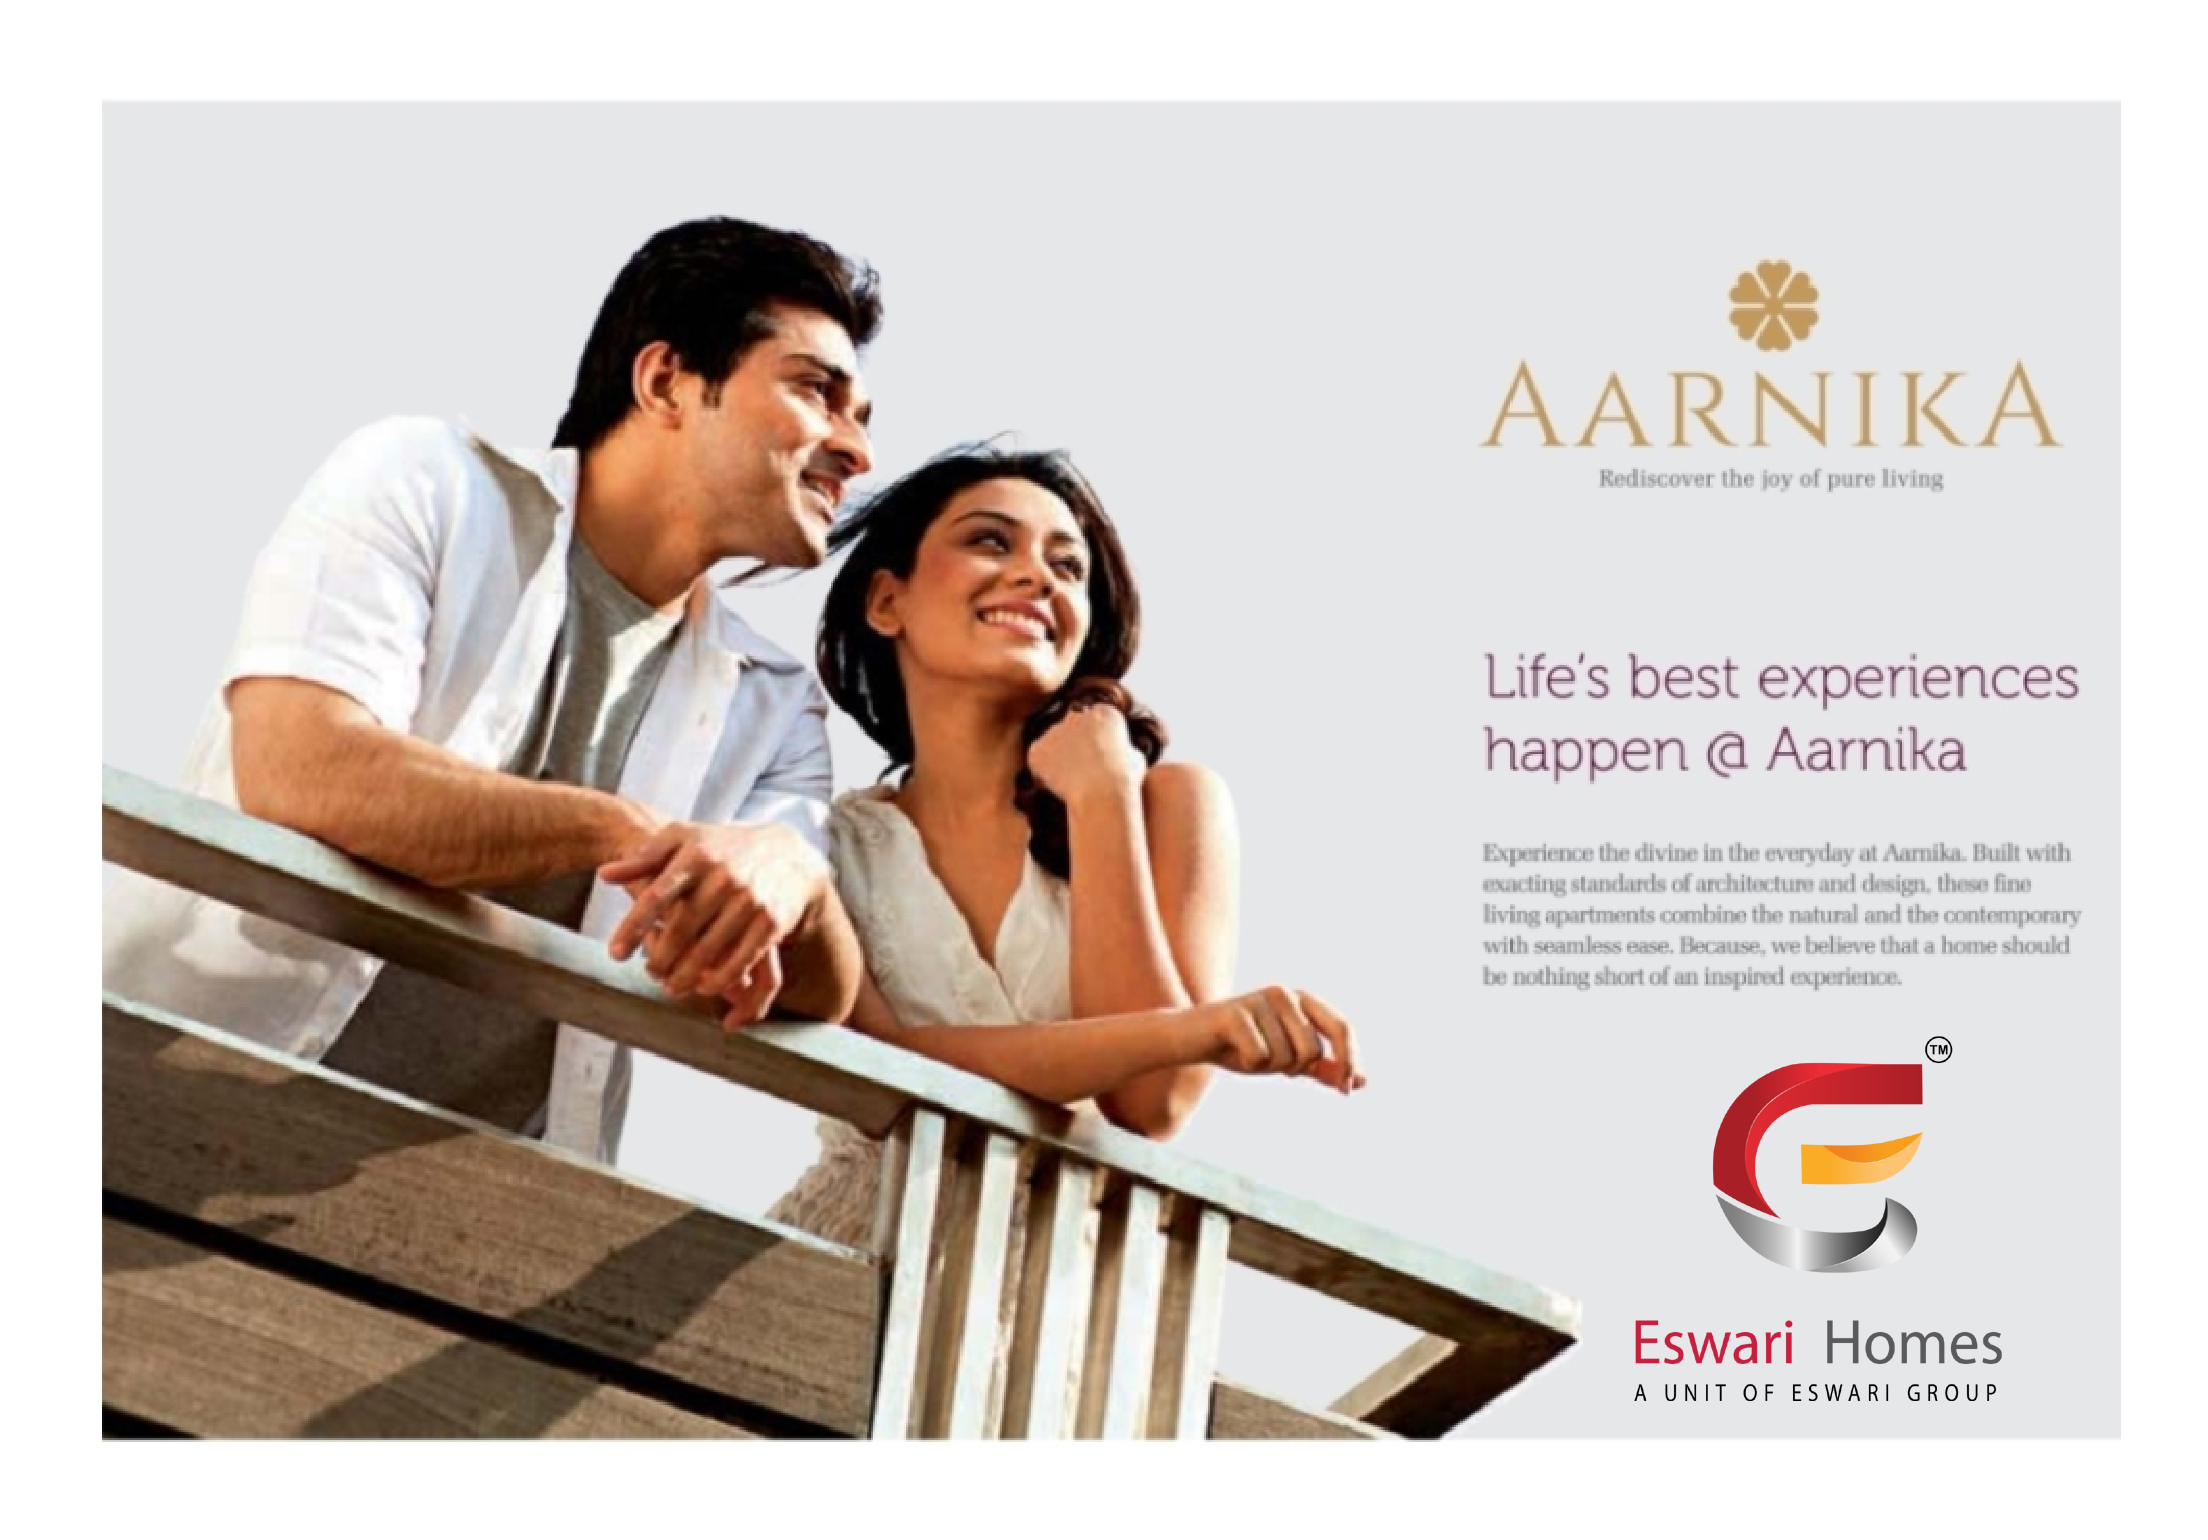 AARNIKA
Rediscover the joy of pure living
Life's best experiences
happen @ Aarnika
Experience the divine in the everyday at Aarnika. Built with
exacting standards of architecture and design, these fine
living apartments combine the natural and the contemporary
with seamless ease. Because, we believe that a home should
be nothing short of an inspired experience.
TM
Eswari Homes
A UNIT OF ESWARI GROUP